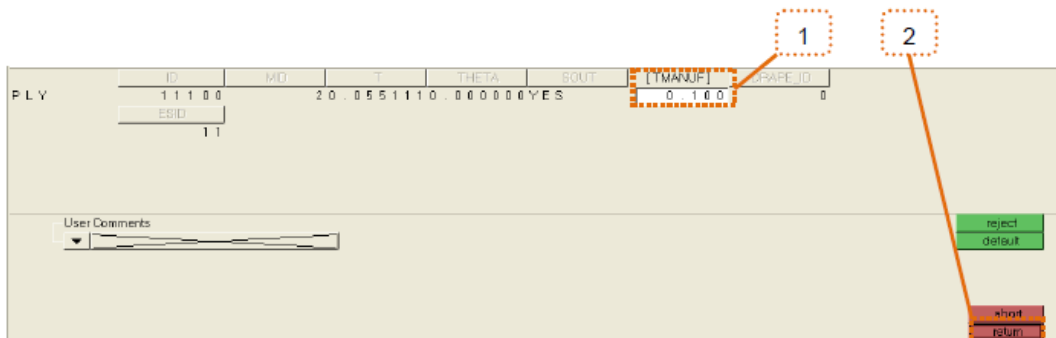 1 2
ID MID T THETA SOUT [TMANUF] DRAPE_ID
PLY 11100 20.0551110.000000YES 0.100 0
ESID
11
User Comments
reject
default
abort
return